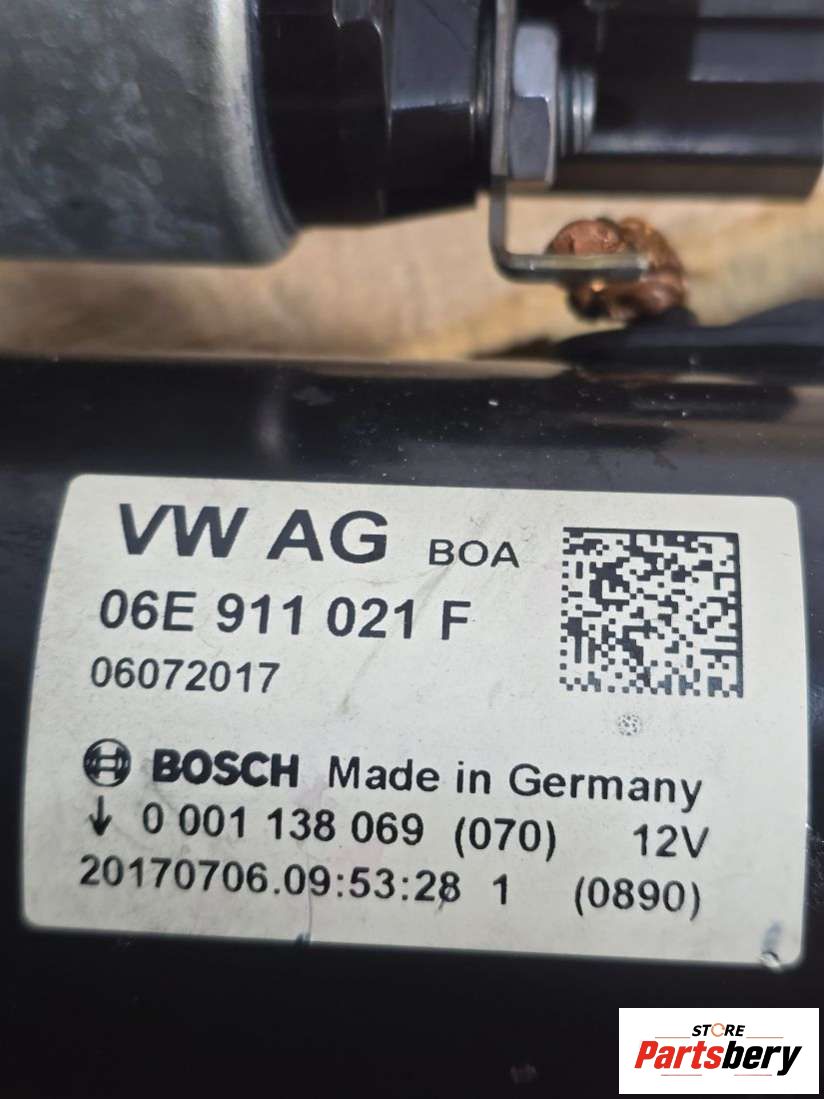 VW AG BOA
06E 911 021 F
06072017
BOSCH Made in Germany
0 001 138 069 (070) 12V
20170706.09:53:28 1 (0890)
STORE
Partsbery